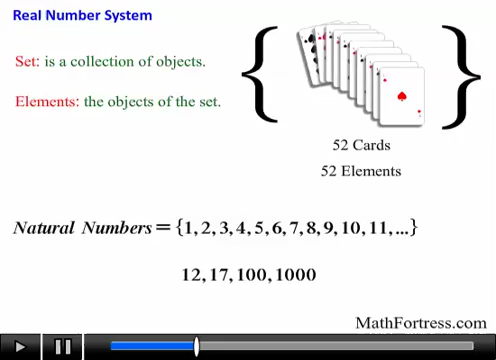 Real Number System
Set: is a collection of objects.
Elements: the objects of the set.
52 Cards
52 Elements
Natural Numbers = {1, 2, 3, 4, 5, 6, 7, 8, 9, 10, 11, ...}
12, 17, 100, 1000
MathFortress.com